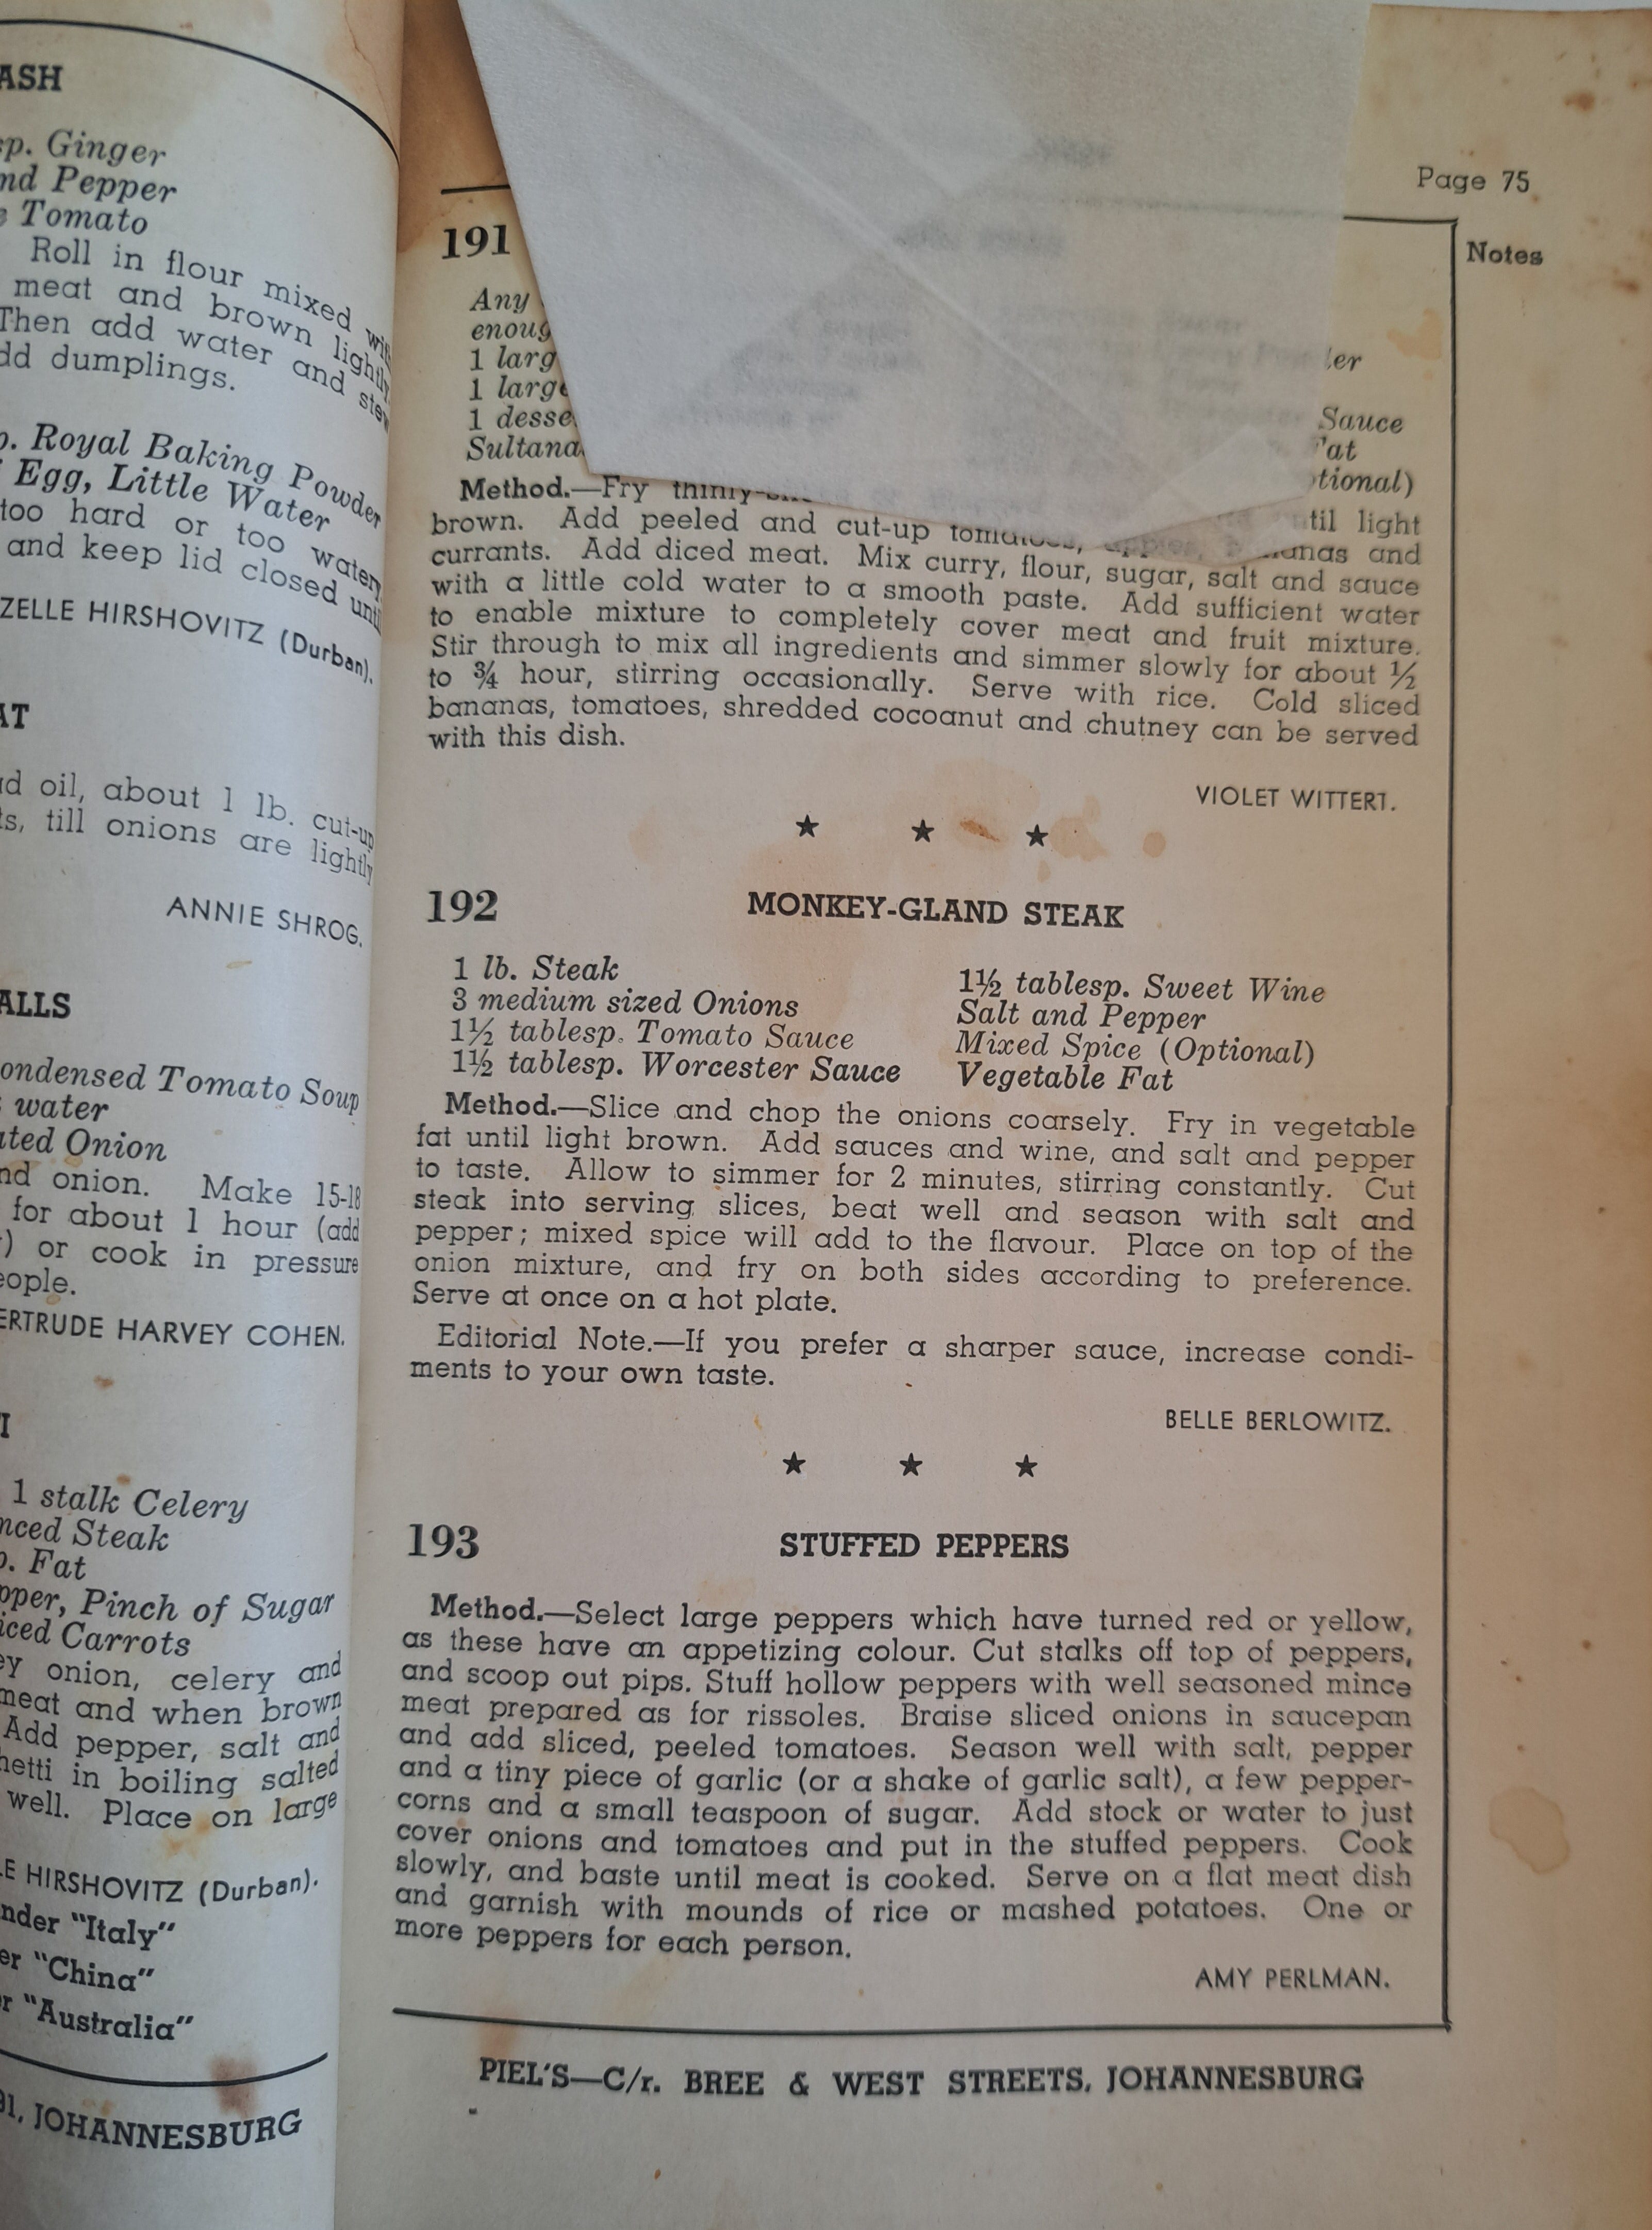 ASH
Ginger
Pepper
Tomato
Roll in flour mixed
meat and brown lightly
Then add water and stew
dumplings.
Royal Baking Powder
Egg, Little Water
too hard or too watery
and keep lid closed until
ZELLE HIRSHOVITZ (Durban).
AT
oil, about 1 lb. cut-up
till onions are lightly
ANNIE SHROG.
ALLS
ondensed Tomato Soup
water
Onion
onion. Make 15-18
for about 1 hour (add
or cook in pressure
eople.
ERTRUDE HARVEY COHEN.
I
1 stalk Celery
nced Steak
Fat
pper, Pinch of Sugar
iced Carrots
onion, celery and
meat and when brown
Add pepper, salt and
hetti in boiling salted
well. Place on large
LE HIRSHOVITZ (Durban).
nder "Italy"
er "China"
r "Australia"
91, JOHANNESBURG
Page 75
Notes
191
Any
enoug
1 larg
1 large
1 desse
Sultana
ler
Sauce
Fat
tional)
Method.—Fry til light
brown. Add peeled and cut-up and
currants. Add diced meat. Mix curry, flour, sugar, salt and sauce
with a little cold water to a smooth paste. Add sufficient water
to enable mixture to completely cover meat and fruit mixture.
Stir through to mix all ingredients and simmer slowly for about ½
to ¾ hour, stirring occasionally. Serve with rice. Cold sliced
bananas, tomatoes, shredded cocoanut and chutney can be served
with this dish.
VIOLET WITTERT.
★ ★ ★
192 MONKEY-GLAND STEAK
1 lb. Steak
3 medium sized Onions
1½ tablesp. Tomato Sauce
1½ tablesp. Worcester Sauce
1½ tablesp. Sweet Wine
Salt and Pepper
Mixed Spice (Optional)
Vegetable Fat
Method.—Slice and chop the onions coarsely. Fry in vegetable
fat until light brown. Add sauces and wine, and salt and pepper
to taste. Allow to simmer for 2 minutes, stirring constantly. Cut
steak into serving slices, beat well and season with salt and
pepper; mixed spice will add to the flavour. Place on top of the
onion mixture, and fry on both sides according to preference.
Serve at once on a hot plate.
Editorial Note.—If you prefer a sharper sauce, increase condi-
ments to your own taste.
BELLE BERLOWITZ.
★ ★ ★
193 STUFFED PEPPERS
Method.—Select large peppers which have turned red or yellow,
as these have an appetizing colour. Cut stalks off top of peppers,
and scoop out pips. Stuff hollow peppers with well seasoned mince
meat prepared as for rissoles. Braise sliced onions in saucepan
and add sliced, peeled tomatoes. Season well with salt, pepper
and a tiny piece of garlic (or a shake of garlic salt), a few pepper-
corns and a small teaspoon of sugar. Add stock or water to just
cover onions and tomatoes and put in the stuffed peppers. Cook
slowly, and baste until meat is cooked. Serve on a flat meat dish
and garnish with mounds of rice or mashed potatoes. One or
more peppers for each person.
AMY PERLMAN.
PIEL'S—C/r. BREE & WEST STREETS, JOHANNESBURG